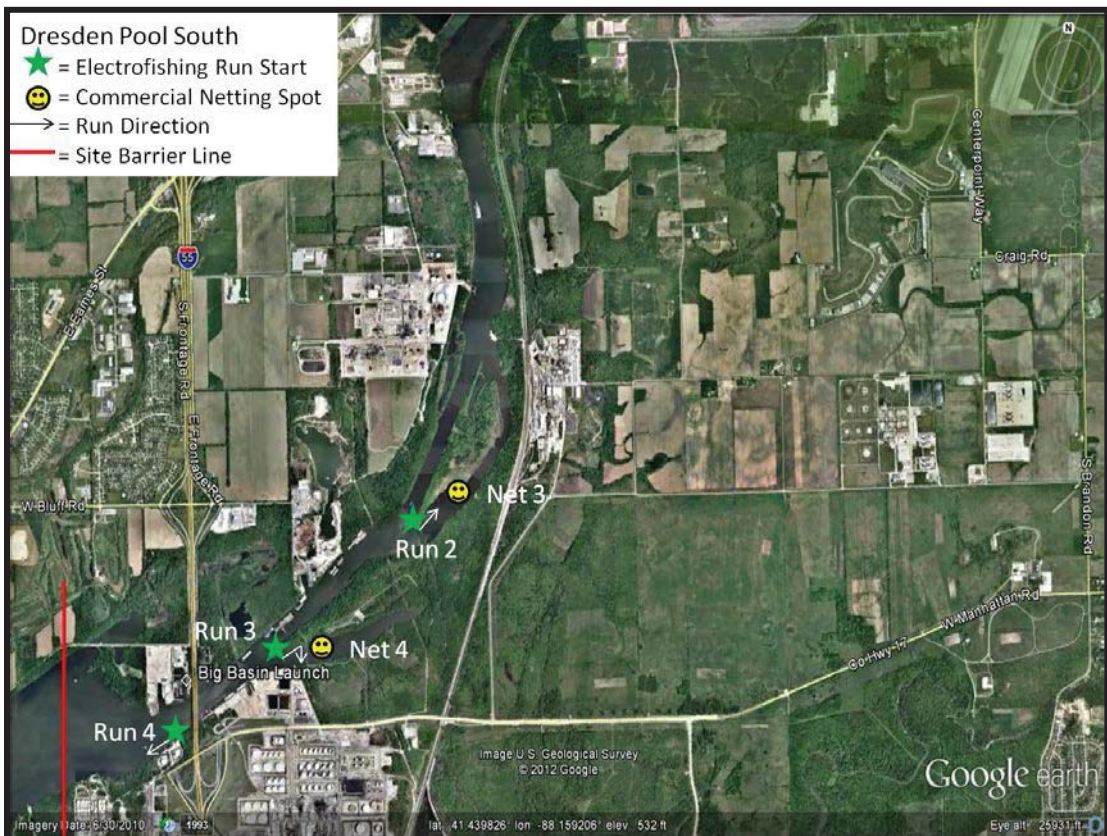 Dresden Pool South
= Electrofishing Run Start
= Commercial Netting Spot
= Run Direction
= Site Barrier Line
N
Centerpoint Way
Craig Rd
55
E Eames St
S Frontage Rd
E Frontage Rd
W Bluff Rd
Net 3
Run 2
S Brandon Rd
W Manhattan Rd
Co Hwy 17
Run 3
Net 4
Big Basin Launch
Run 4
Image U.S. Geological Survey
© 2012 Google
Google earth
Imagery Date: 6/30/2010
1993
lat 41.439826° lon -88.159206° elev 532 ft
Eye alt 25931 ft